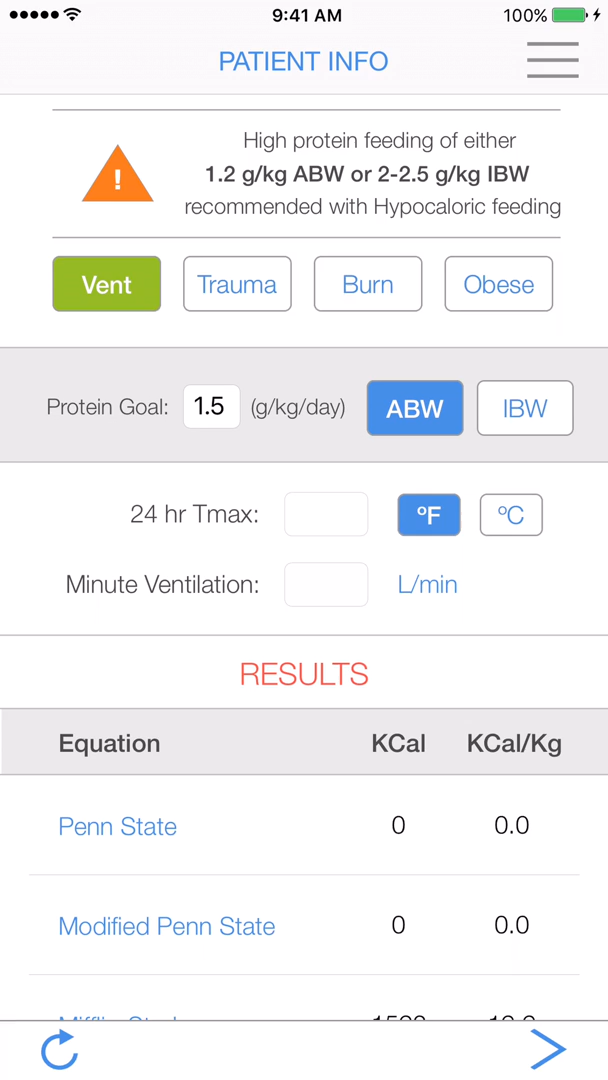 9:41 AM 100%
PATIENT INFO
High protein feeding of either
1.2 g/kg ABW or 2-2.5 g/kg IBW
recommended with Hypocaloric feeding
!
Vent Trauma Burn Obese
Protein Goal: 1.5 (g/kg/day) ABW IBW
24 hr Tmax: ºF ºC
Minute Ventilation: L/min
RESULTS
Equation KCal KCal/Kg
Penn State 0 0.0
Modified Penn State 0 0.0